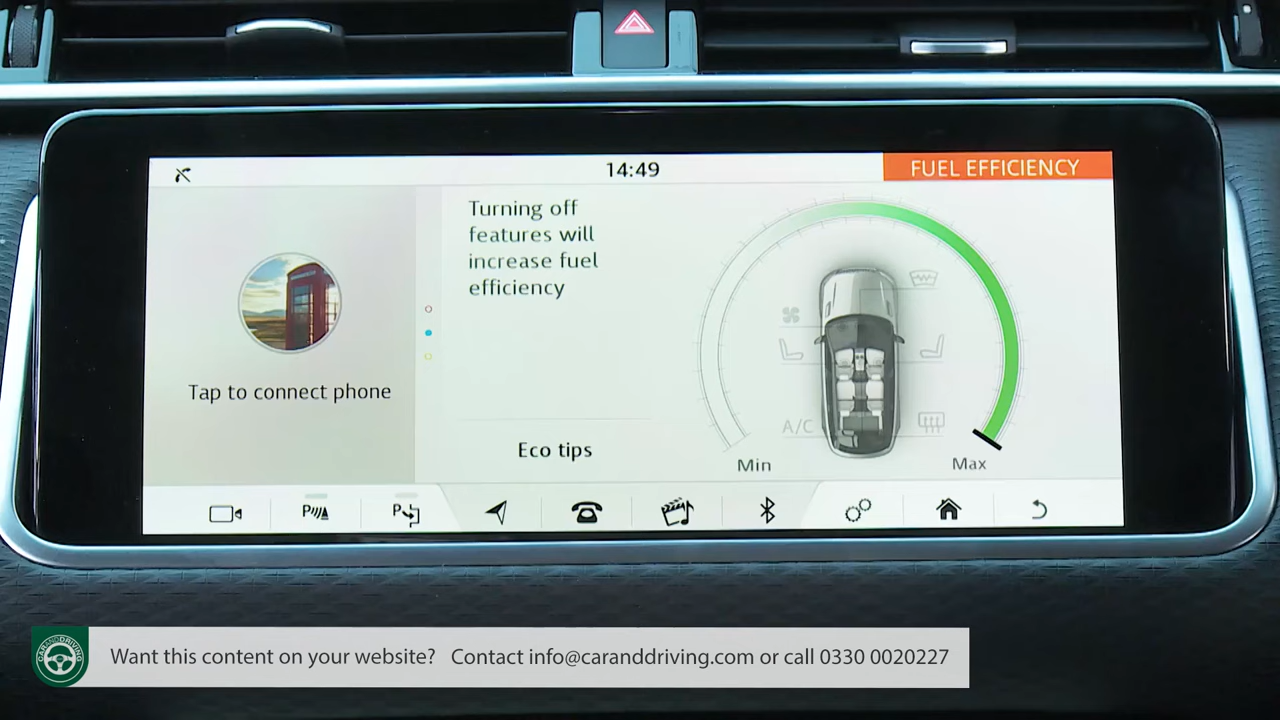 14:49
FUEL EFFICIENCY
Turning off
features will
increase fuel
efficiency
Tap to connect phone
Eco tips
A/C
Min
Max
P
P
CARANDDRIVING
Want this content on your website? Contact info@caranddriving.com or call 0330 0020227